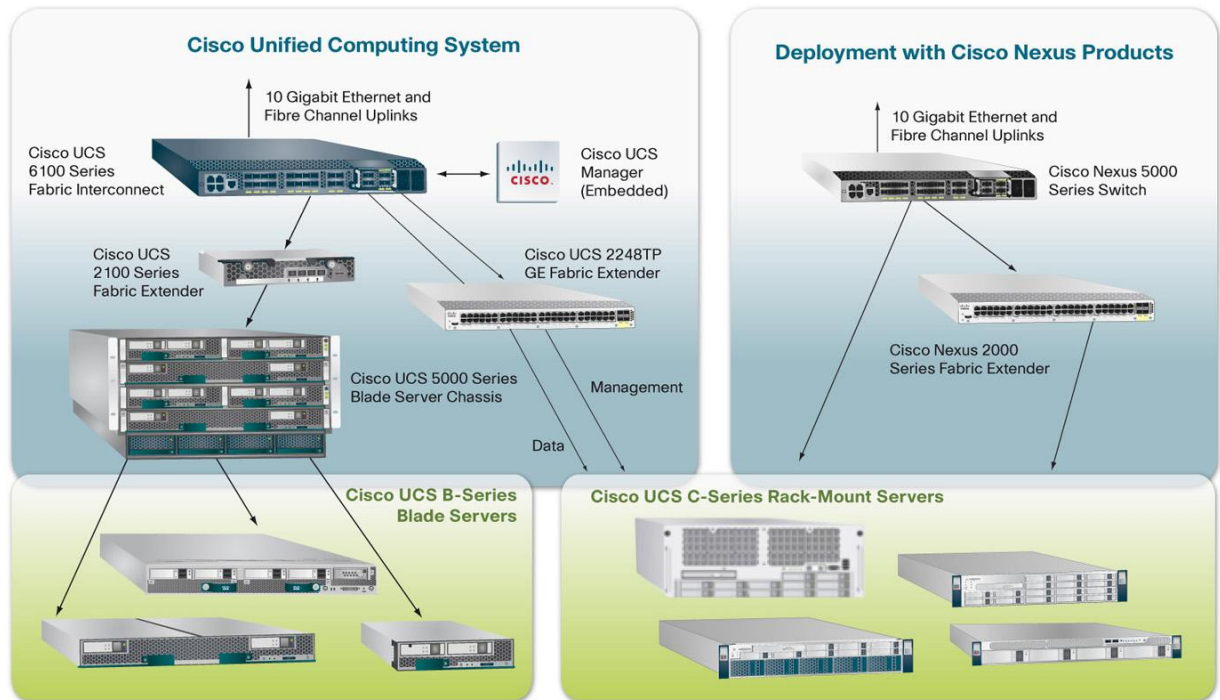 Cisco Unified Computing System
10 Gigabit Ethernet and
Fibre Channel Uplinks
Cisco UCS
6100 Series
Fabric Interconnect
CISCO.
Cisco UCS
Manager
(Embedded)
Cisco UCS
2100 Series
Fabric Extender
Cisco UCS 2248TP
GE Fabric Extender
Cisco UCS 5000 Series
Blade Server Chassis
Management
Data
Deployment with Cisco Nexus Products
10 Gigabit Ethernet and
Fibre Channel Uplinks
Cisco Nexus 5000
Series Switch
Cisco Nexus 2000
Series Fabric Extender
Cisco UCS B-Series
Blade Servers
Cisco UCS C-Series Rack-Mount Servers